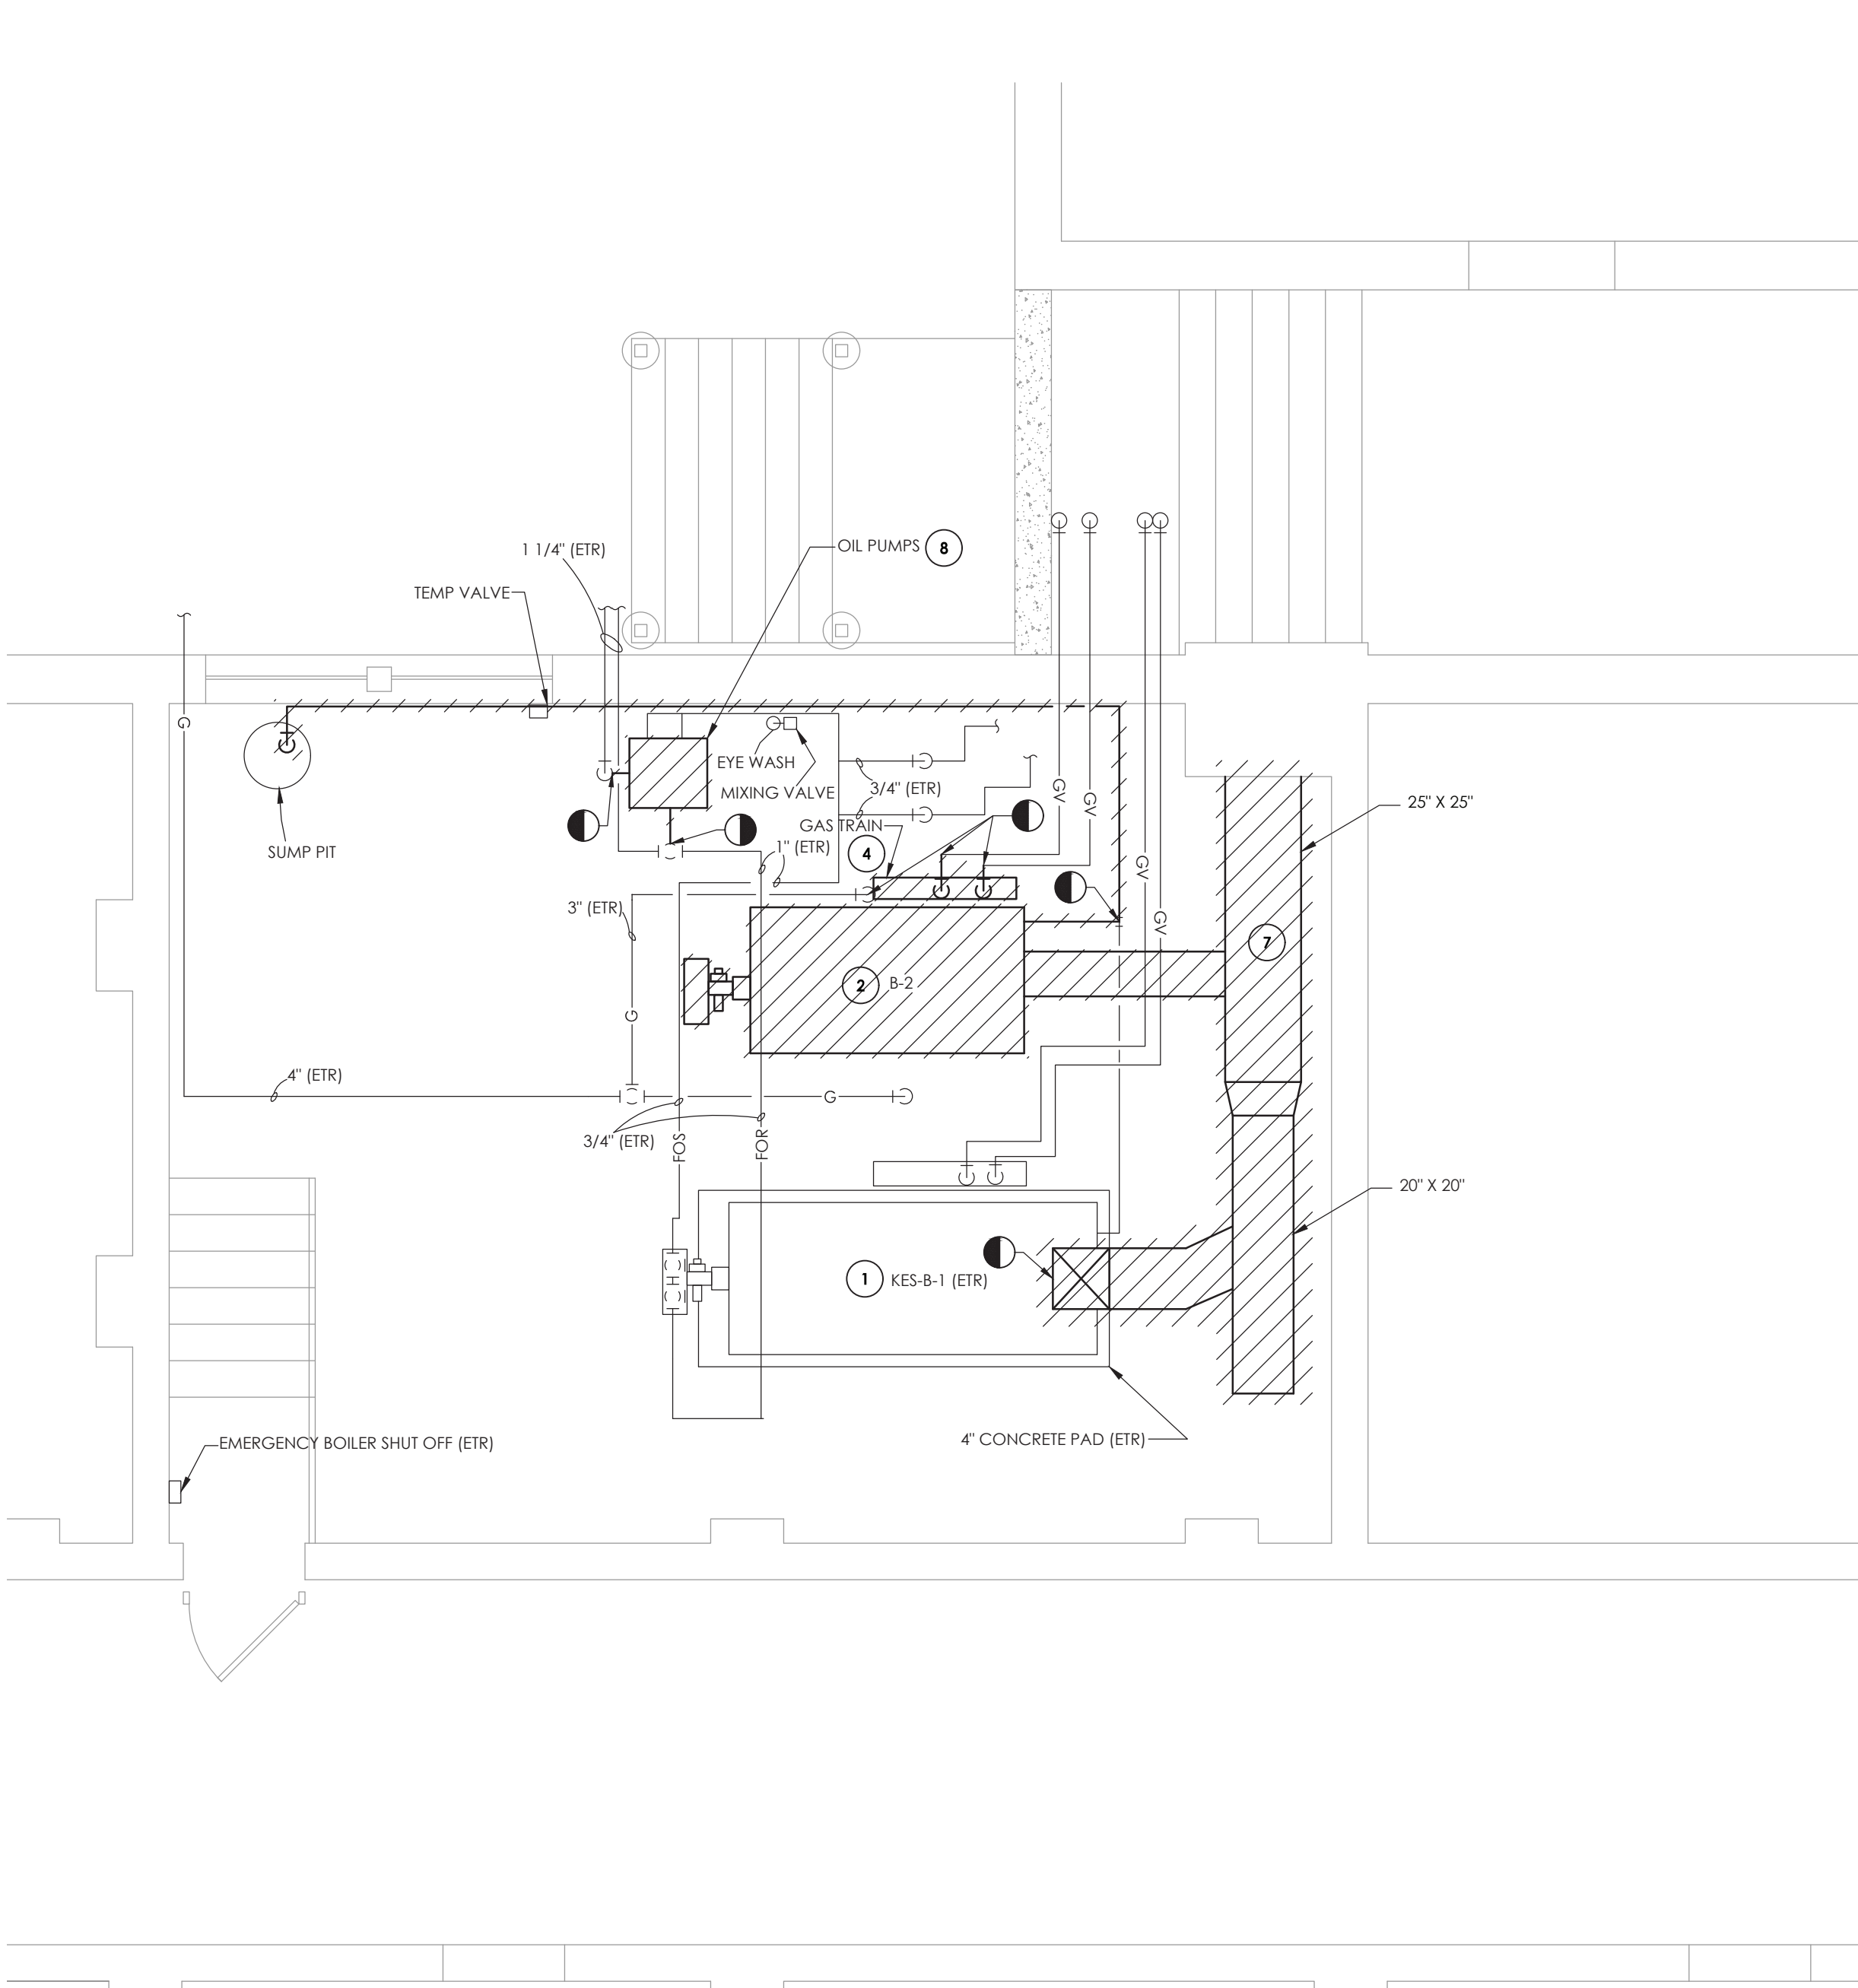 1 1/4" (ETR)
OIL PUMPS 8
TEMP VALVE
G
EYE WASH
MIXING VALVE
3/4" (ETR)
GV
GV
25" X 25"
GAS TRAIN
4
1" (ETR)
SUMP PIT
GV
3" (ETR)
GV
7
2 B-2
G
4" (ETR)
G
3/4" (ETR)
FOS
FOR
20" X 20"
1 KES-B-1 (ETR)
EMERGENCY BOILER SHUT OFF (ETR)
4" CONCRETE PAD (ETR)